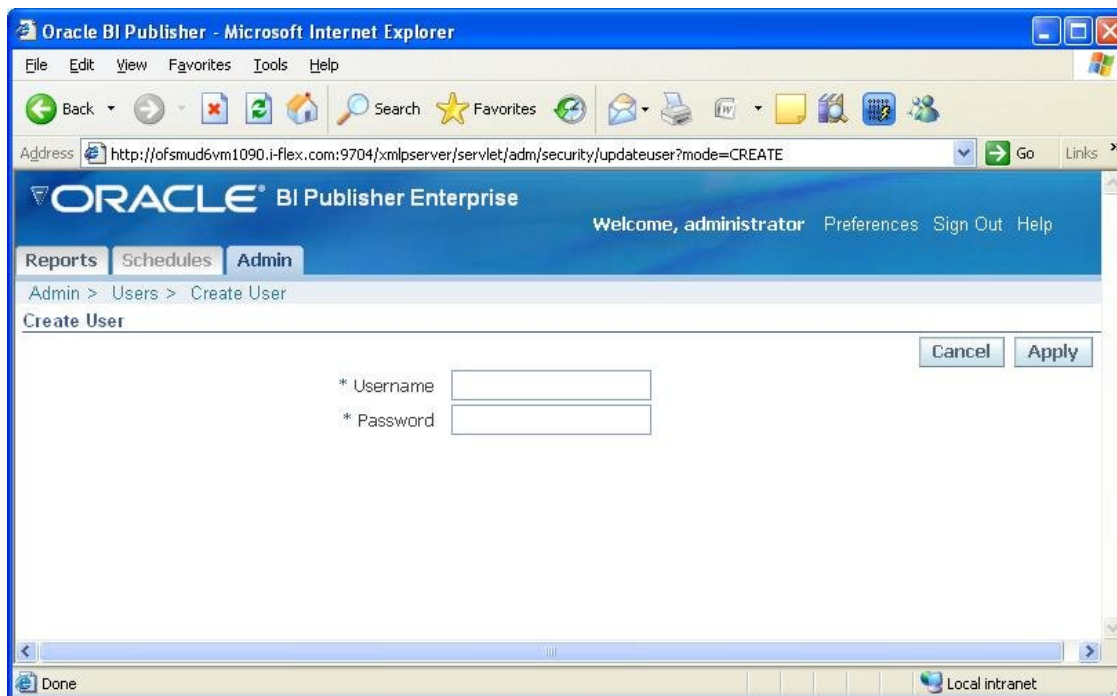 Oracle BI Publisher - Microsoft Internet Explorer
File Edit View Favorites Tools Help
Back Search Favorites
Address http://ofsmud6vm1090.i-flex.com:9704/xmlpserver/servlet/adm/security/updateuser?mode=CREATE Go Links »
ORACLE® BI Publisher Enterprise
Welcome, administrator Preferences Sign Out Help
Reports Schedules Admin
Admin > Users > Create User
Create User
Cancel Apply
* Username
* Password
Done Local intranet